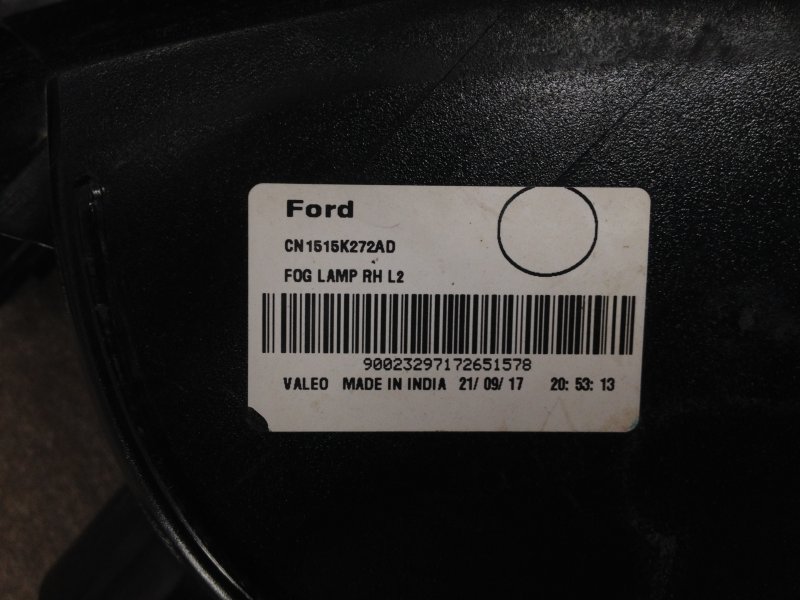 Ford
CN1515K272AD
FOG LAMP RH L2
90023297172651578
VALEO MADE IN INDIA 21/ 09/ 17 20: 53: 13